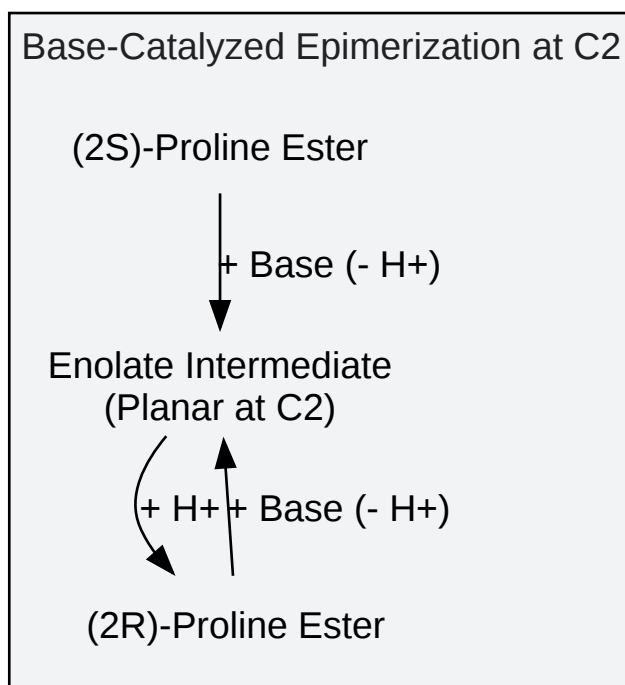 Base-Catalyzed Epimerization at C2
(2S)-Proline Ester
+ Base (- H+)
Enolate Intermediate
(Planar at C2)
+ H+
+ Base (- H+)
(2R)-Proline Ester